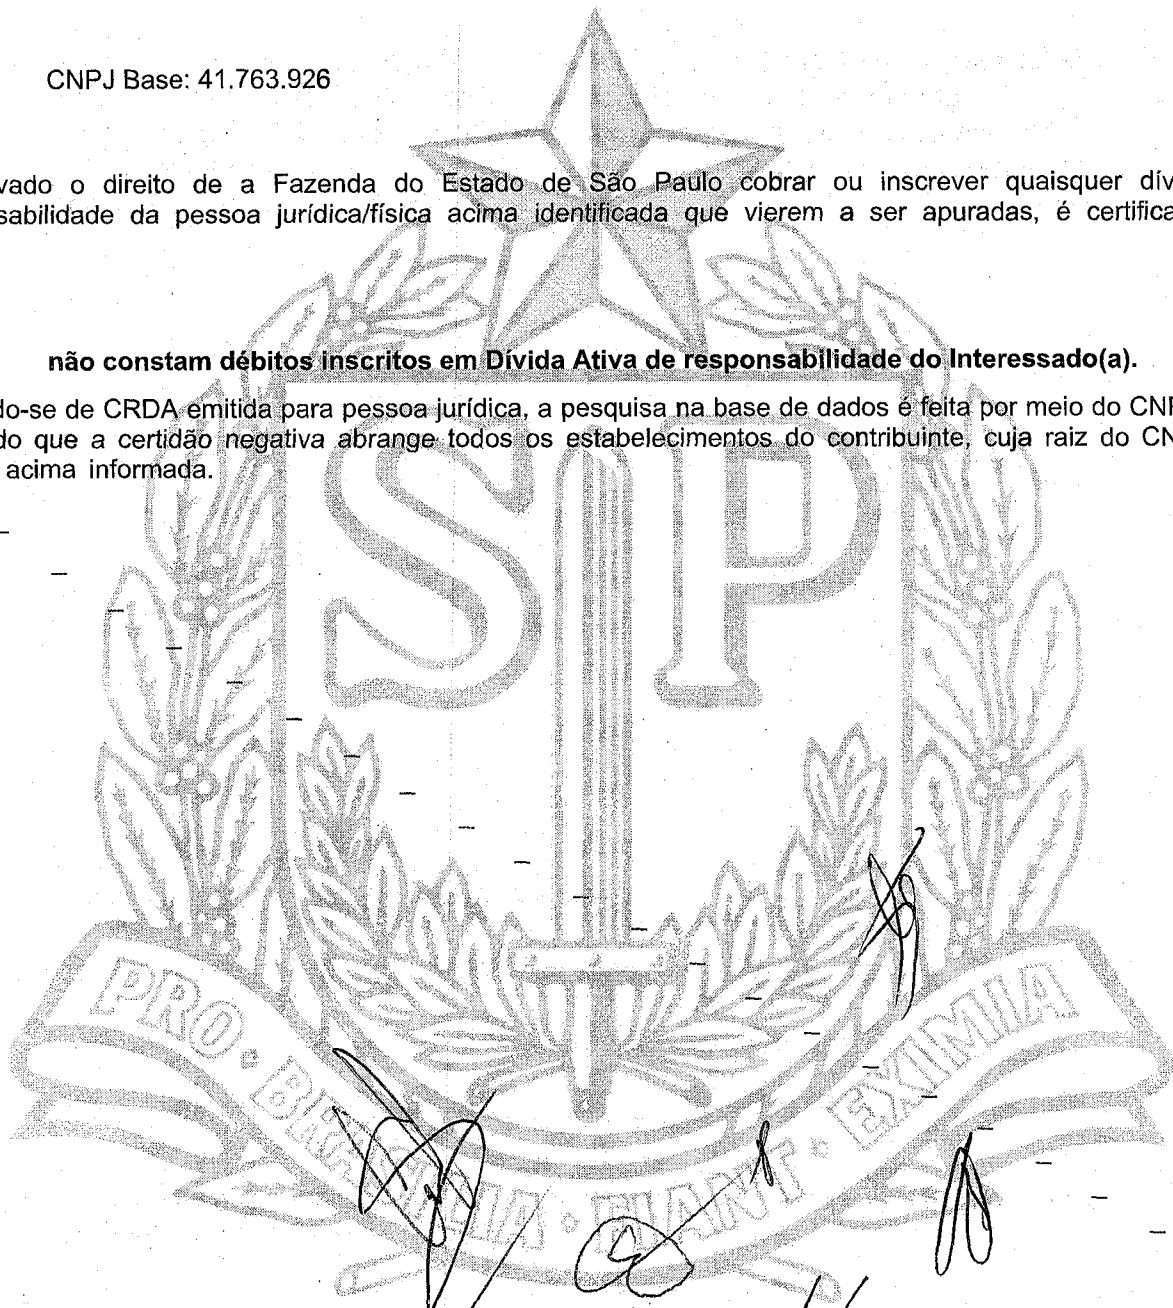 CNPJ Base: 41.763.926
vado o direito de a Fazenda do Estado de São Paulo cobrar ou inscrever quaisquer dív
sabilidade da pessoa jurídica/física acima identificada que vierem a ser apuradas, é certifica
não constam débitos inscritos em Dívida Ativa de responsabilidade do Interessado(a).
do-se de CRDA emitida para pessoa jurídica, a pesquisa na base de dados é feita por meio do CNP
do que a certidão negativa abrange todos os estabelecimentos do contribuinte, cuja raiz do CN
acima informada.
SP
PRO BRASILIA FIANT EXIMIA